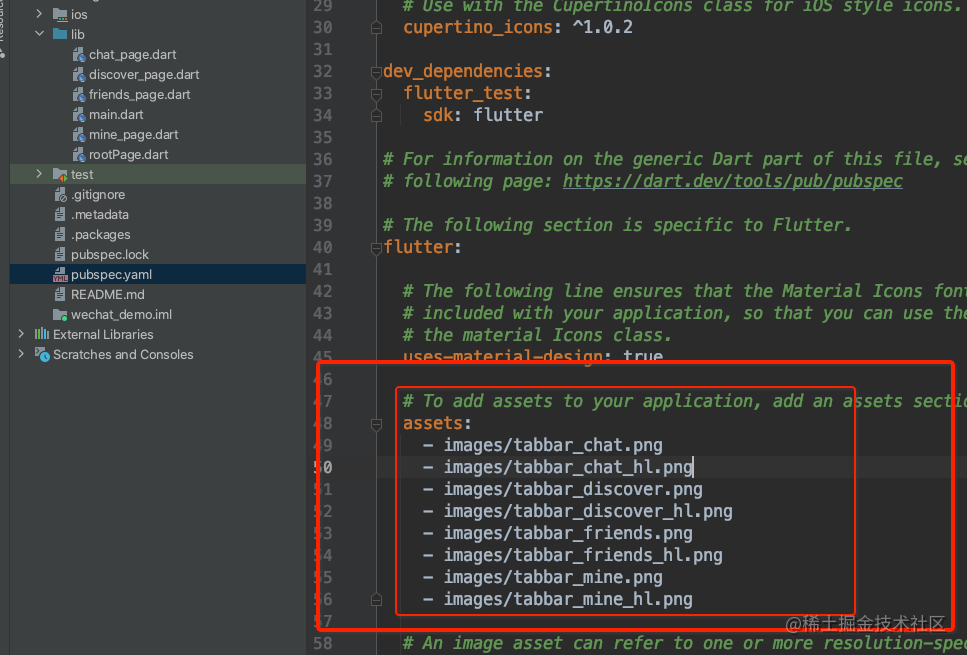 ios
lib
chat_page.dart
discover_page.dart
friends_page.dart
main.dart
mine_page.dart
rootPage.dart
test
.gitignore
.metadata
.packages
pubspec.lock
pubspec.yaml
README.md
wechat_demo.iml
External Libraries
Scratches and Consoles
29 # Use with the CupertinoIcons class for iOS style icons.
30 cupertino_icons: ^1.0.2
31
32 dev_dependencies:
33 flutter_test:
34 sdk: flutter
35
36 # For information on the generic Dart part of this file, se
37 # following page: https://dart.dev/tools/pub/pubspec
38
39 # The following section is specific to Flutter.
40 flutter:
41
42 # The following line ensures that the Material Icons font
43 # included with your application, so that you can use the
44 # the material Icons class.
45 uses-material-design: true
46
47 # To add assets to your application, add an assets sectio
48 assets:
49 - images/tabbar_chat.png
50 - images/tabbar_chat_hl.png
51 - images/tabbar_discover.png
52 - images/tabbar_discover_hl.png
53 - images/tabbar_friends.png
54 - images/tabbar_friends_hl.png
55 - images/tabbar_mine.png
56 - images/tabbar_mine_hl.png
57
58 # An image asset can refer to one or more resolution-spec
@稀土掘金技术社区